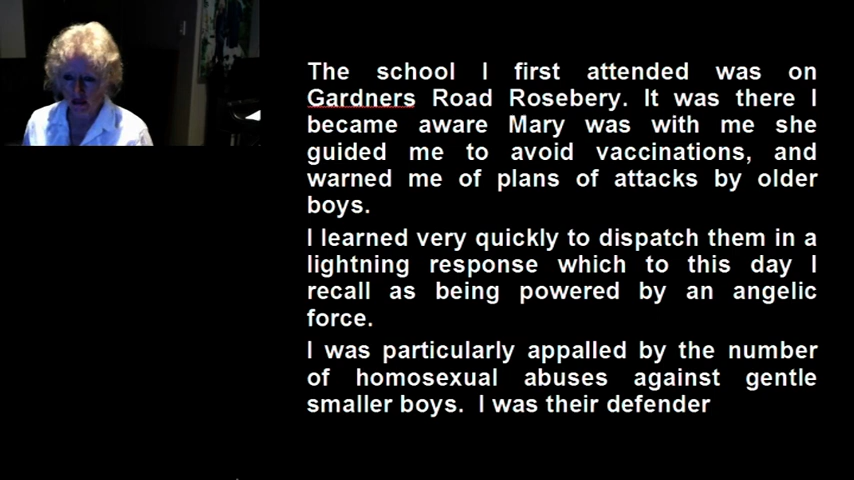 The school I first attended was on
Gardners Road Rosebery. It was there I
became aware Mary was with me she
guided me to avoid vaccinations, and
warned me of plans of attacks by older
boys.
I learned very quickly to dispatch them in a
lightning response which to this day I
recall as being powered by an angelic
force.
I was particularly appalled by the number
of homosexual abuses against gentle
smaller boys.  I was their defender